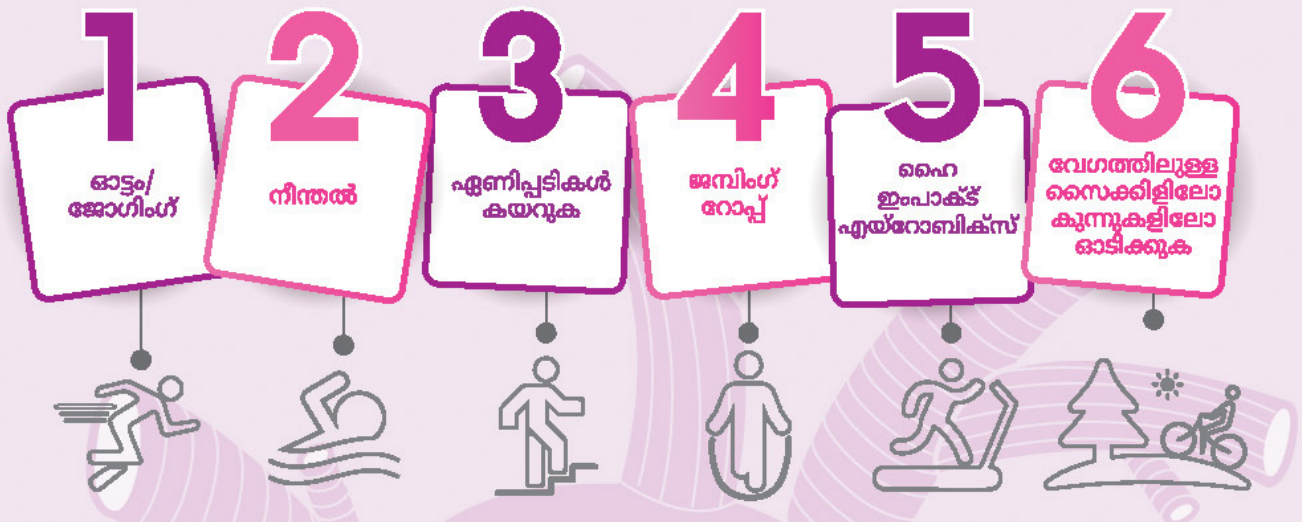 1
ഓട്ടം/
ജോഗിംഗ്
2
നീന്തൽ
3
ഏണിപ്പടികൾ
കയറുക
4
ജമ്പിംഗ്
റോപ്പ്
5
ഹൈ
ഇംപാക്ട്
എയ്റോബിക്സ്
6
വേഗത്തിലുള്ള
സൈക്കിളിലോ
കുന്നുകളിലോ
ഓടിക്കുക